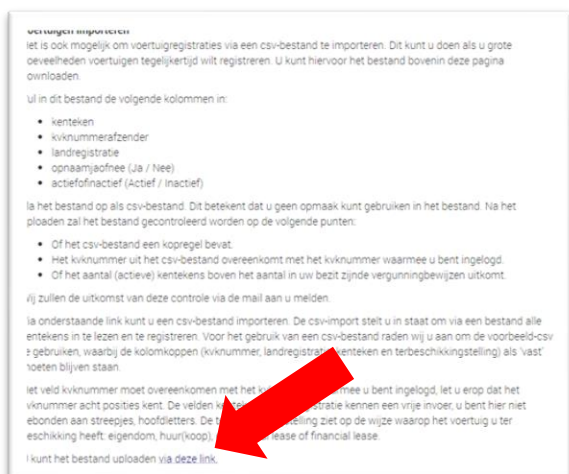 importeren
is ook mogelijk om voertuigregistraties via een csv-bestand te importeren. Dit kunt u doen als u grote
oeveelheden voertuigen tegelijkertijd wilt registreren. U kunt hiervoor het bestand bovenin deze pagina
ownloaden.
ul in dit bestand de volgende kolommen in:
• kenteken
• kvknummerafzender
• landregistratie
• opnaamjaofnee (Ja / Nee)
• actiefofinactief (Actief / Inactief)
la het bestand op als csv-bestand. Dit betekent dat u geen opmaak kunt gebruiken in het bestand. Na het
ploaden zal het bestand gecontroleerd worden op de volgende punten:
• Of het csv-bestand een kopregel bevat.
• Het kvknummer uit het csv-bestand overeenkomt met het kvknummer waarmee u bent ingelogd.
• Of het aantal (actieve) kentekens boven het aantal in uw bezit zijnde vergunningbewijzen uitkomt.
ij zullen de uitkomst van deze controle via de mail aan u melden.
ia onderstaande link kunt u een csv-bestand importeren. De csv-import stelt u in staat om via een bestand alle
entekens in te lezen en te registreren. Voor het gebruik van een csv-bestand raden wij u aan om de voorbeeld-csv
e gebruiken, waarbij de kolomkoppen (kvknummer, landregistratie, kenteken en terbeschikkingstelling) als 'vast'
moeten blijven staan.
et veld kvknummer moet overeenkomen met het mee u bent ingelogd, let u erop dat het
vknummer acht posities kent. De velden kennen een vrije invoer, u bent hier niet
ebonden aan streepjes, hoofdletters. De elling ziet op de wijze waarop het voertuig u ter
eschikking heeft: eigendom, huur(koop), lease of financial lease.
kunt het bestand uploaden via deze link.